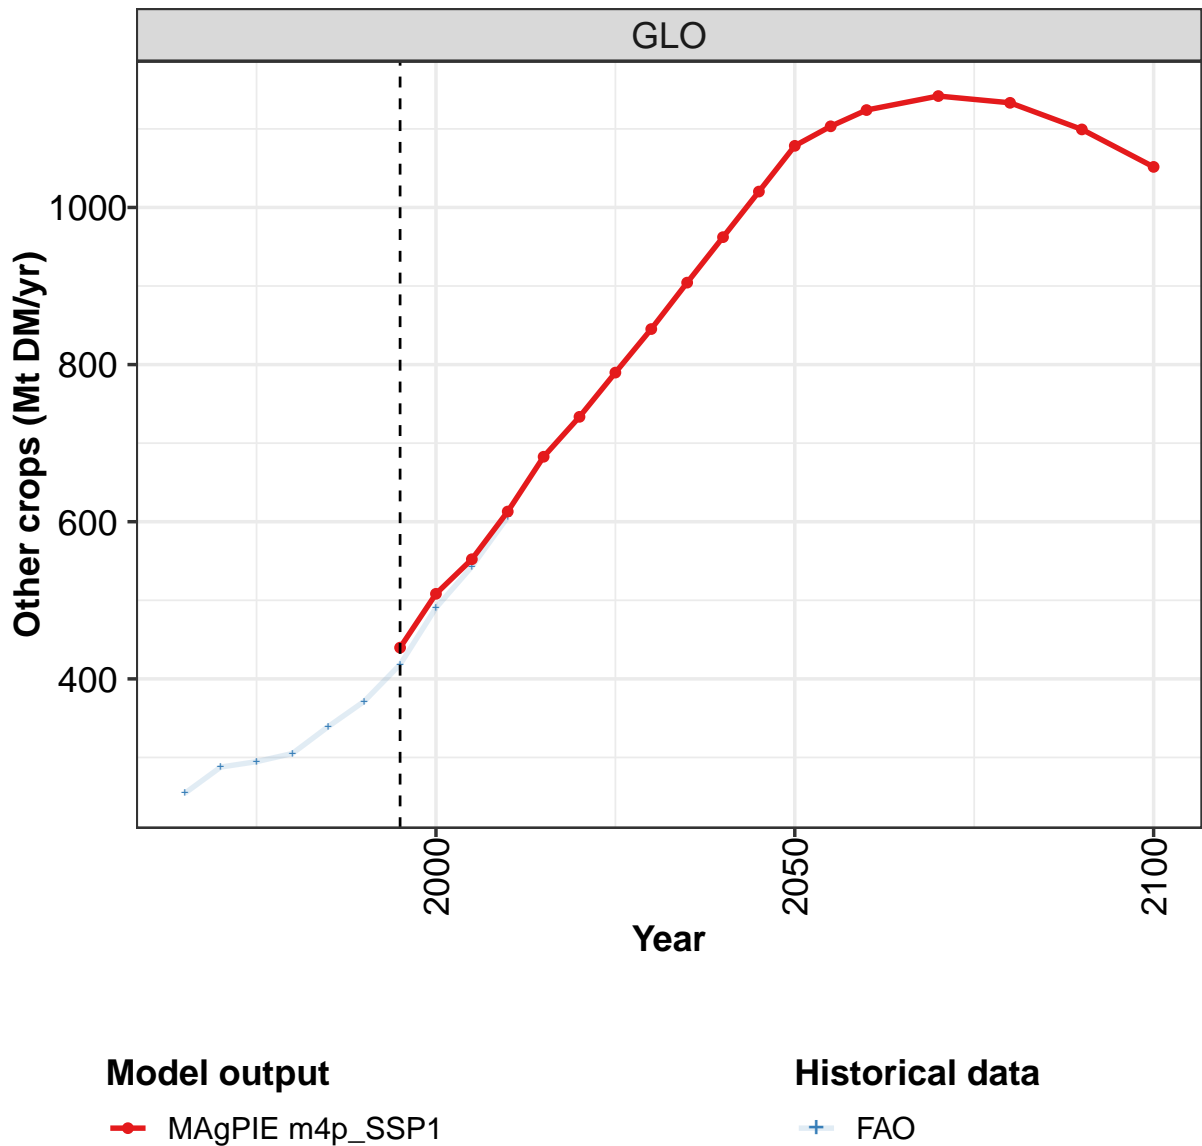 GLO
Other crops (Mt DM/yr)
1000
800
600
400
2000
2050
2100
Year
Model output
MAgPIE m4p_SSP1
Historical data
FAO